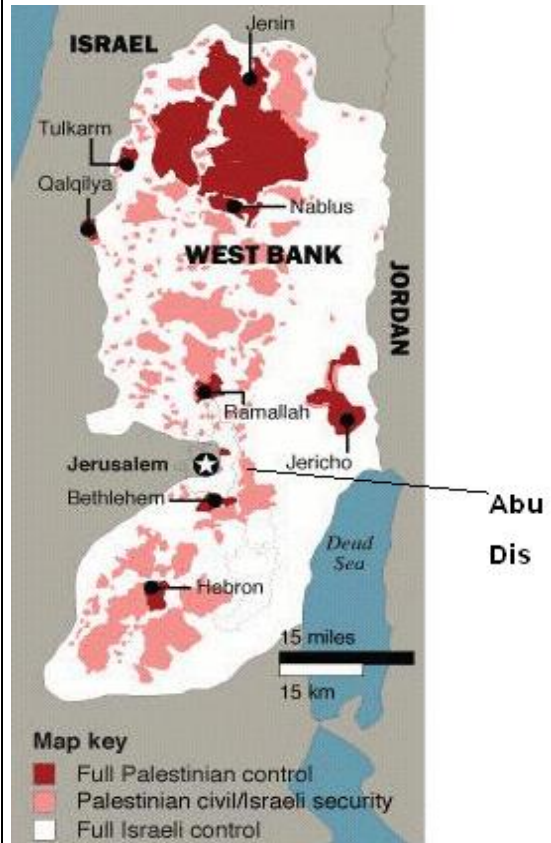 Jenin
ISRAEL
Tulkarm
Qalqilya
Nablus
WEST BANK
JORDAN
Ramallah
Jerusalem
Jericho
Bethlehem
Abu
Dis
Dead
Sea
Hebron
15 miles
15 km
Map key
Full Palestinian control
Palestinian civil/Israeli security
Full Israeli control